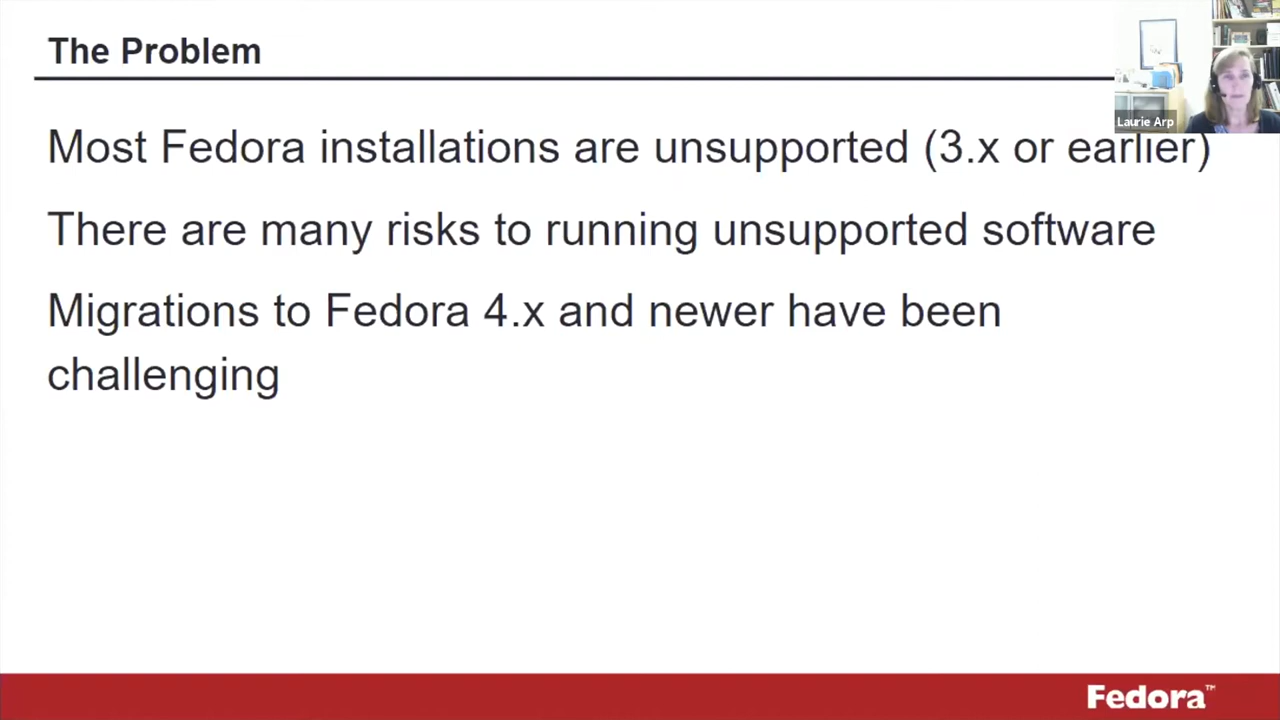 The Problem
Laurie Arp
Most Fedora installations are unsupported (3.x or earlier)
There are many risks to running unsupported software
Migrations to Fedora 4.x and newer have been
challenging
Fedora™